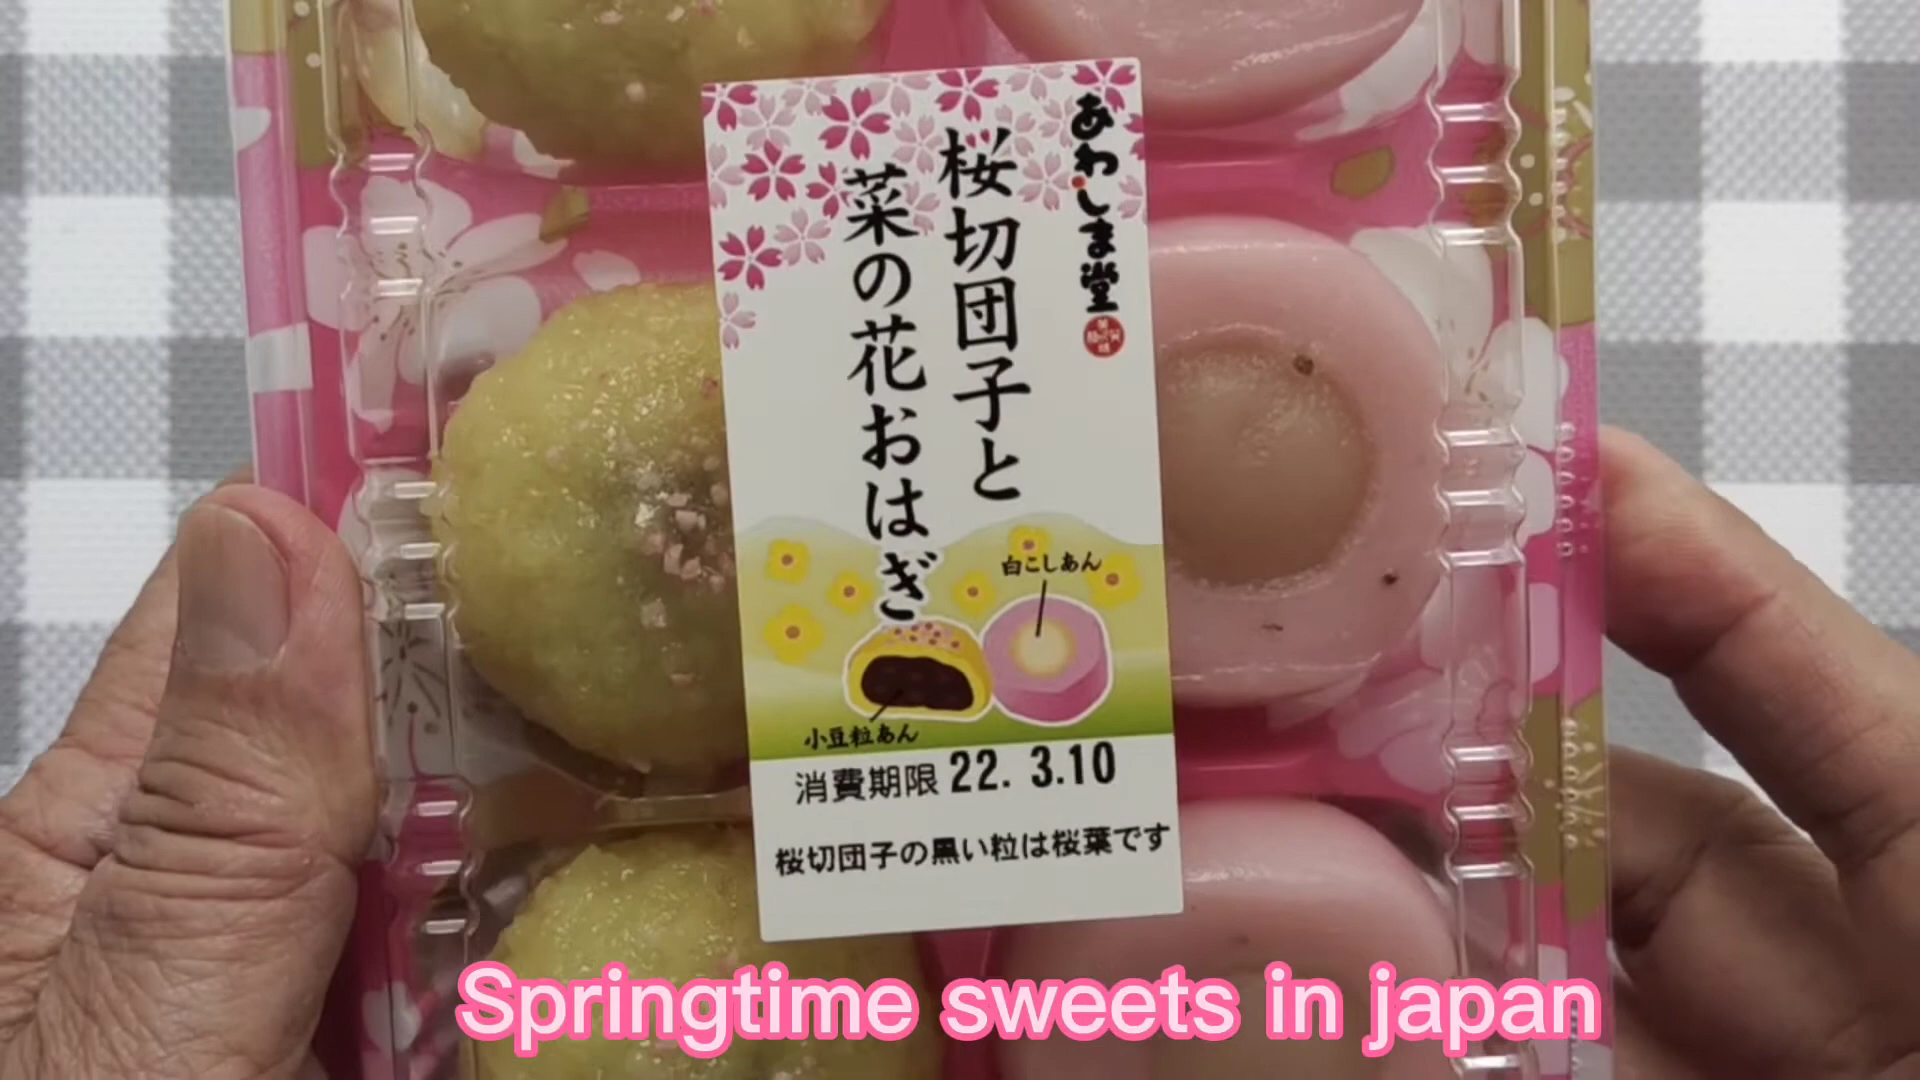 あわしま堂
桜切団子と
菜の花おはぎ
白こしあん
小豆粒あん
消費期限 22. 3.10
桜切団子の黒い粒は桜葉です
Springtime sweets in japan